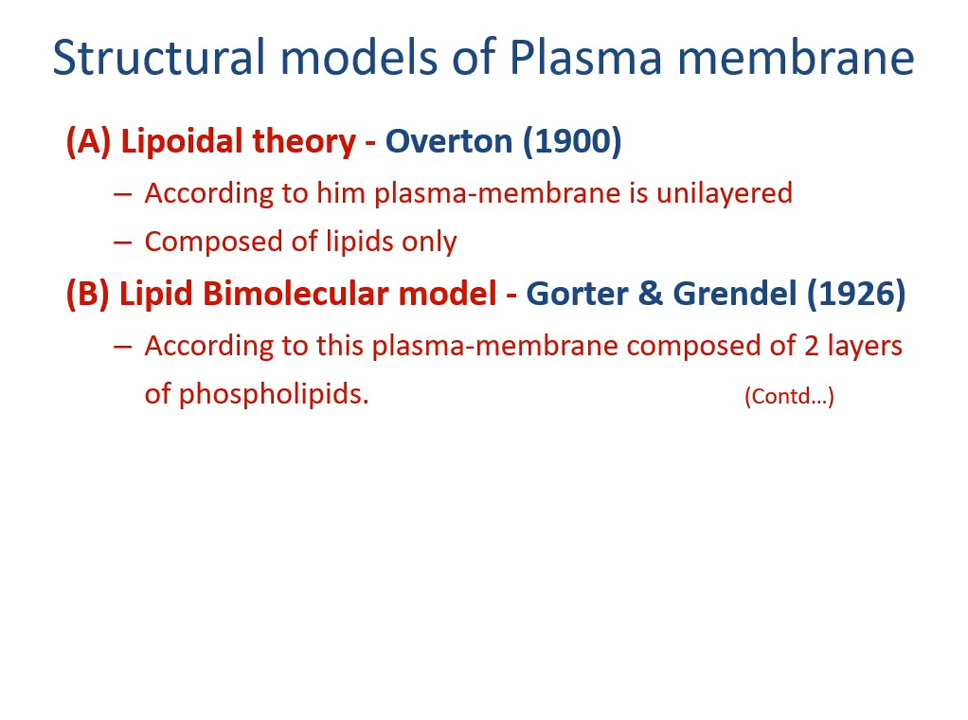 Structural models of Plasma membrane
(A) Lipoidal theory - Overton (1900)
– According to him plasma-membrane is unilayered
– Composed of lipids only
(B) Lipid Bimolecular model - Gorter & Grendel (1926)
– According to this plasma-membrane composed of 2 layers
of phospholipids. (Contd...)